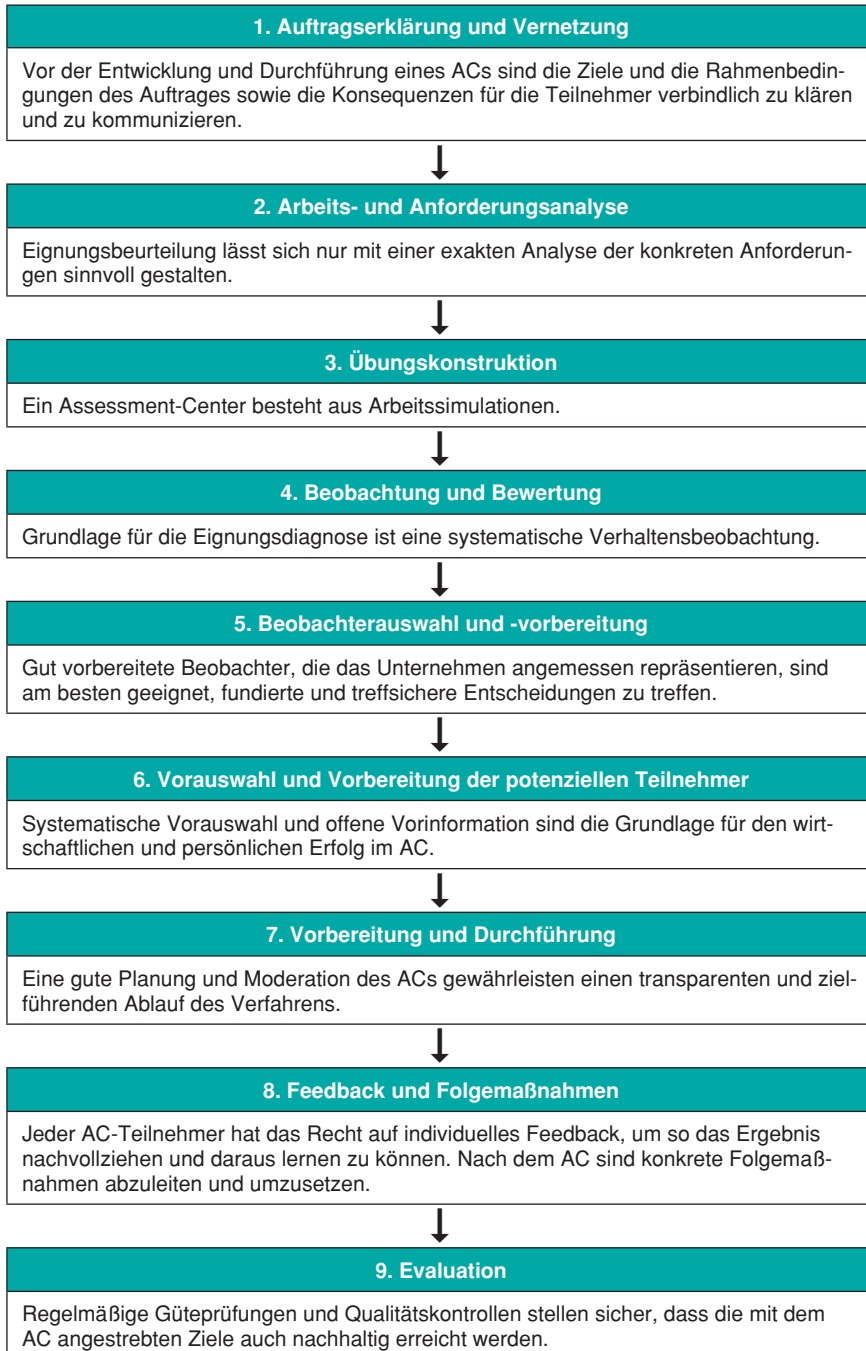 1. Auftragserklärung und Vernetzung
Vor der Entwicklung und Durchführung eines ACs sind die Ziele und die Rahmenbedin-
gungen des Auftrages sowie die Konsequenzen für die Teilnehmer verbindlich zu klären
und zu kommunizieren.
2. Arbeits- und Anforderungsanalyse
Eignungsbeurteilung lässt sich nur mit einer exakten Analyse der konkreten Anforderun-
gen sinnvoll gestalten.
3. Übungskonstruktion
Ein Assessment-Center besteht aus Arbeitssimulationen.
4. Beobachtung und Bewertung
Grundlage für die Eignungsdiagnose ist eine systematische Verhaltensbeobachtung.
5. Beobachterauswahl und -vorbereitung
Gut vorbereitete Beobachter, die das Unternehmen angemessen repräsentieren, sind
am besten geeignet, fundierte und treffsichere Entscheidungen zu treffen.
6. Vorauswahl und Vorbereitung der potenziellen Teilnehmer
Systematische Vorauswahl und offene Vorinformation sind die Grundlage für den wirt-
schaftlichen und persönlichen Erfolg im AC.
7. Vorbereitung und Durchführung
Eine gute Planung und Moderation des ACs gewährleisten einen transparenten und ziel-
führenden Ablauf des Verfahrens.
8. Feedback und Folgemaßnahmen
Jeder AC-Teilnehmer hat das Recht auf individuelles Feedback, um so das Ergebnis
nachvollziehen und daraus lernen zu können. Nach dem AC sind konkrete Folgemaß-
nahmen abzuleiten und umzusetzen.
9. Evaluation
Regelmäßige Güteprüfungen und Qualitätskontrollen stellen sicher, dass die mit dem
AC angestrebten Ziele auch nachhaltig erreicht werden.